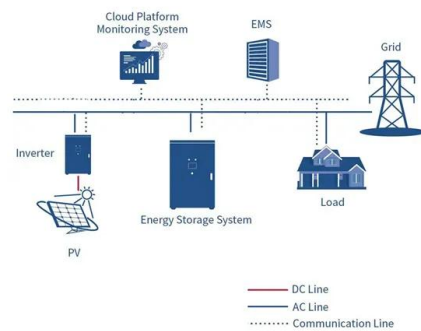 Cloud Platform
Monitoring System
EMS
Grid
Inverter
Energy Storage System
Load
PV
DC Line
AC Line
Communication Line